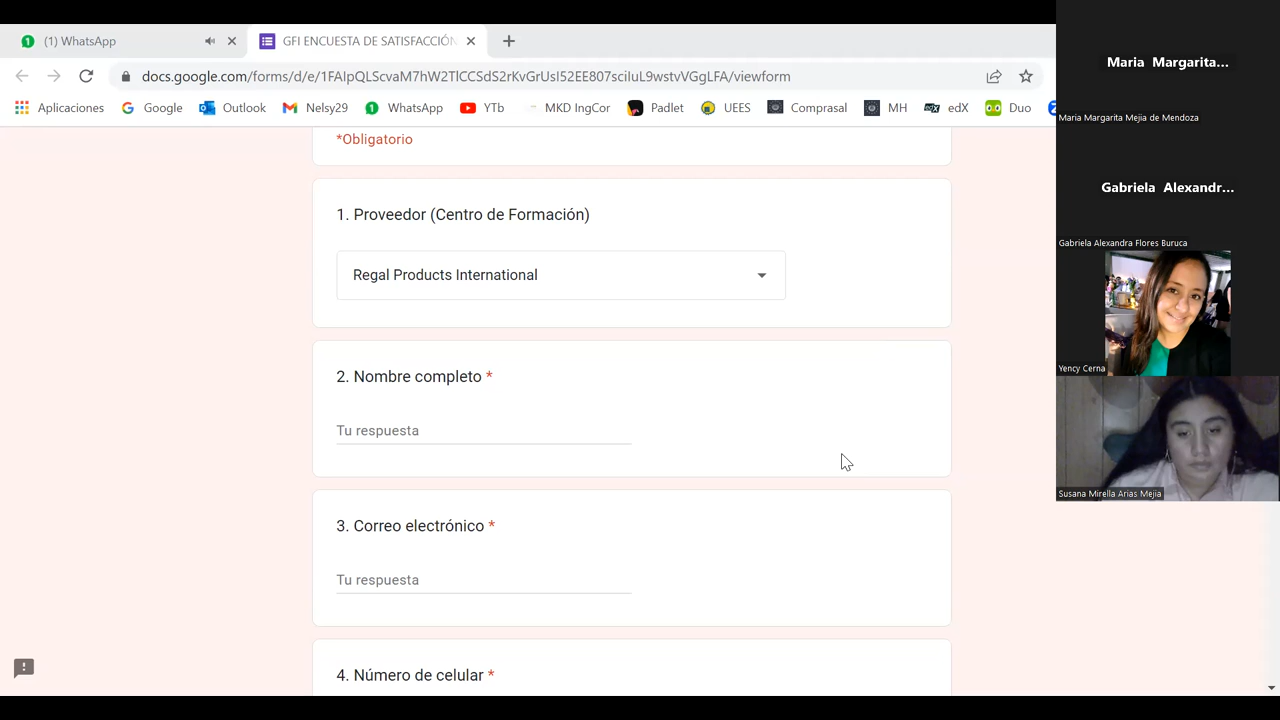 (1) WhatsApp
GFI ENCUESTA DE SATISFACCIÓN
docs.google.com/forms/d/e/1FAIpQLScvaM7hW2TlCCSdS2rKvGrUsI52EE807sciIuL9wstvVGgLFA/viewform
Aplicaciones Google Outlook Nelsy29 WhatsApp YTb MKD IngCor Padlet UEES Comprasal MH edX Duo
*Obligatorio
1. Proveedor (Centro de Formación)
Regal Products International
2. Nombre completo *
Tu respuesta
3. Correo electrónico *
Tu respuesta
4. Número de celular *
Maria Margarita...
Maria Margarita Mejia de Mendoza
Gabriela Alexandr...
Gabriela Alexandra Flores Buruca
Yency Cerna
Susana Mirella Arias Mejia